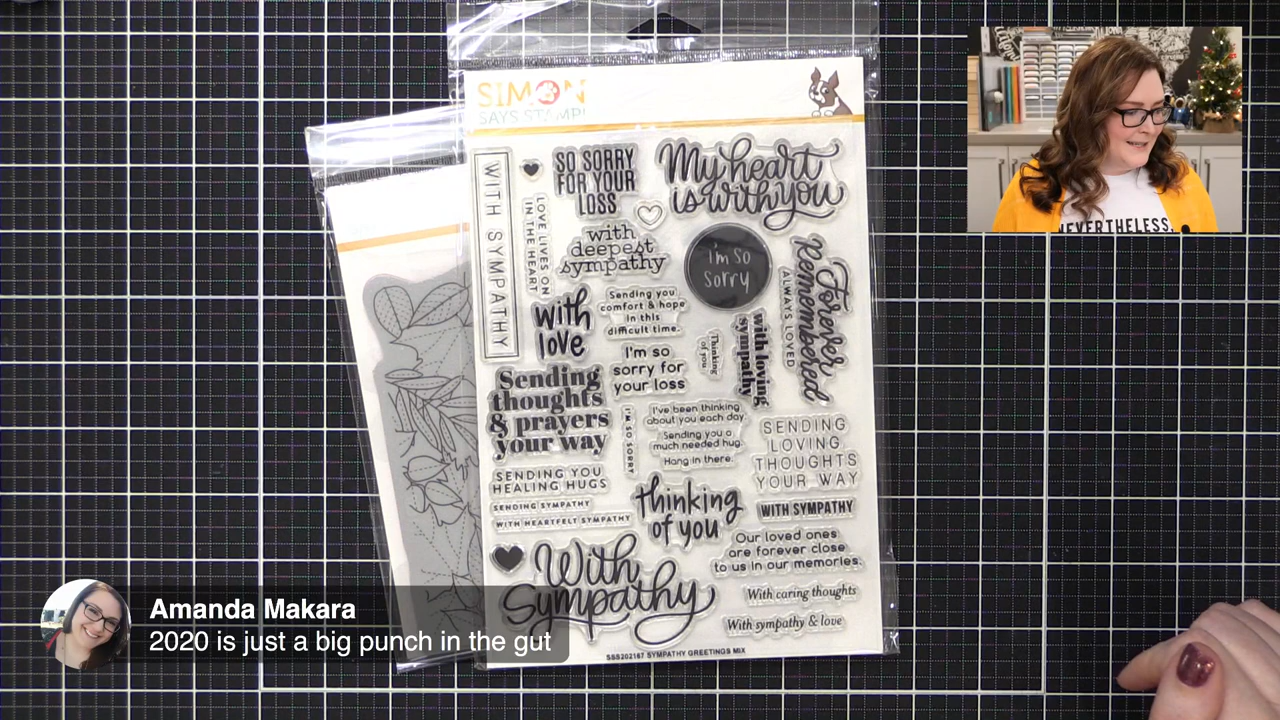 SIMON
SAYS STAMP!
WITH SYMPATHY
SO SORRY
FOR YOUR
LOSS
My heart
is with you
LOVE LIVES ON
IN THE HEART
with
deepest
sympathy
i'm so
sorry
Forever
Remembered
ALWAYS LOVED
with
love
Sending you
comfort & hope
in this
difficult time.
Thinking
of you
with loving
sympathy
I'm so
sorry for
your loss
Sending
thoughts
& prayers
your way
I'M SO SORRY
I've been thinking
about you each day.
Sending you a
much needed hug.
Hang in there.
SENDING
LOVING
THOUGHTS
YOUR WAY
SENDING YOU
HEALING HUGS
SENDING SYMPATHY
WITH HEARTFELT SYMPATHY
thinking
of you
WITH SYMPATHY
Our loved ones
are forever close
to us in our memories.
With
Sympathy
With caring thoughts
With sympathy & love
SSS202167 SYMPATHY GREETINGS MIX
NEVERTHELESS,
Amanda Makara
2020 is just a big punch in the gut